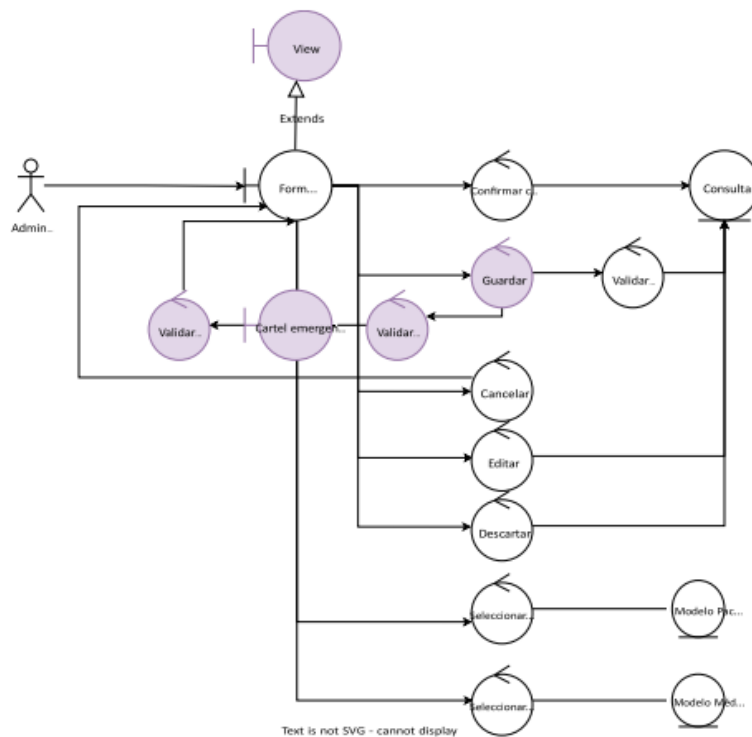 View
Extends
Form....
Confirmar c...
Consulta
Admin..
Guardar
Validar..
Validar..
Cartel emergen...
Validar..
Cancelar
Editar
Descartar
Seleccionar...
Modelo Pac...
Seleccionar...
Modelo Méd...
Text is not SVG - cannot display